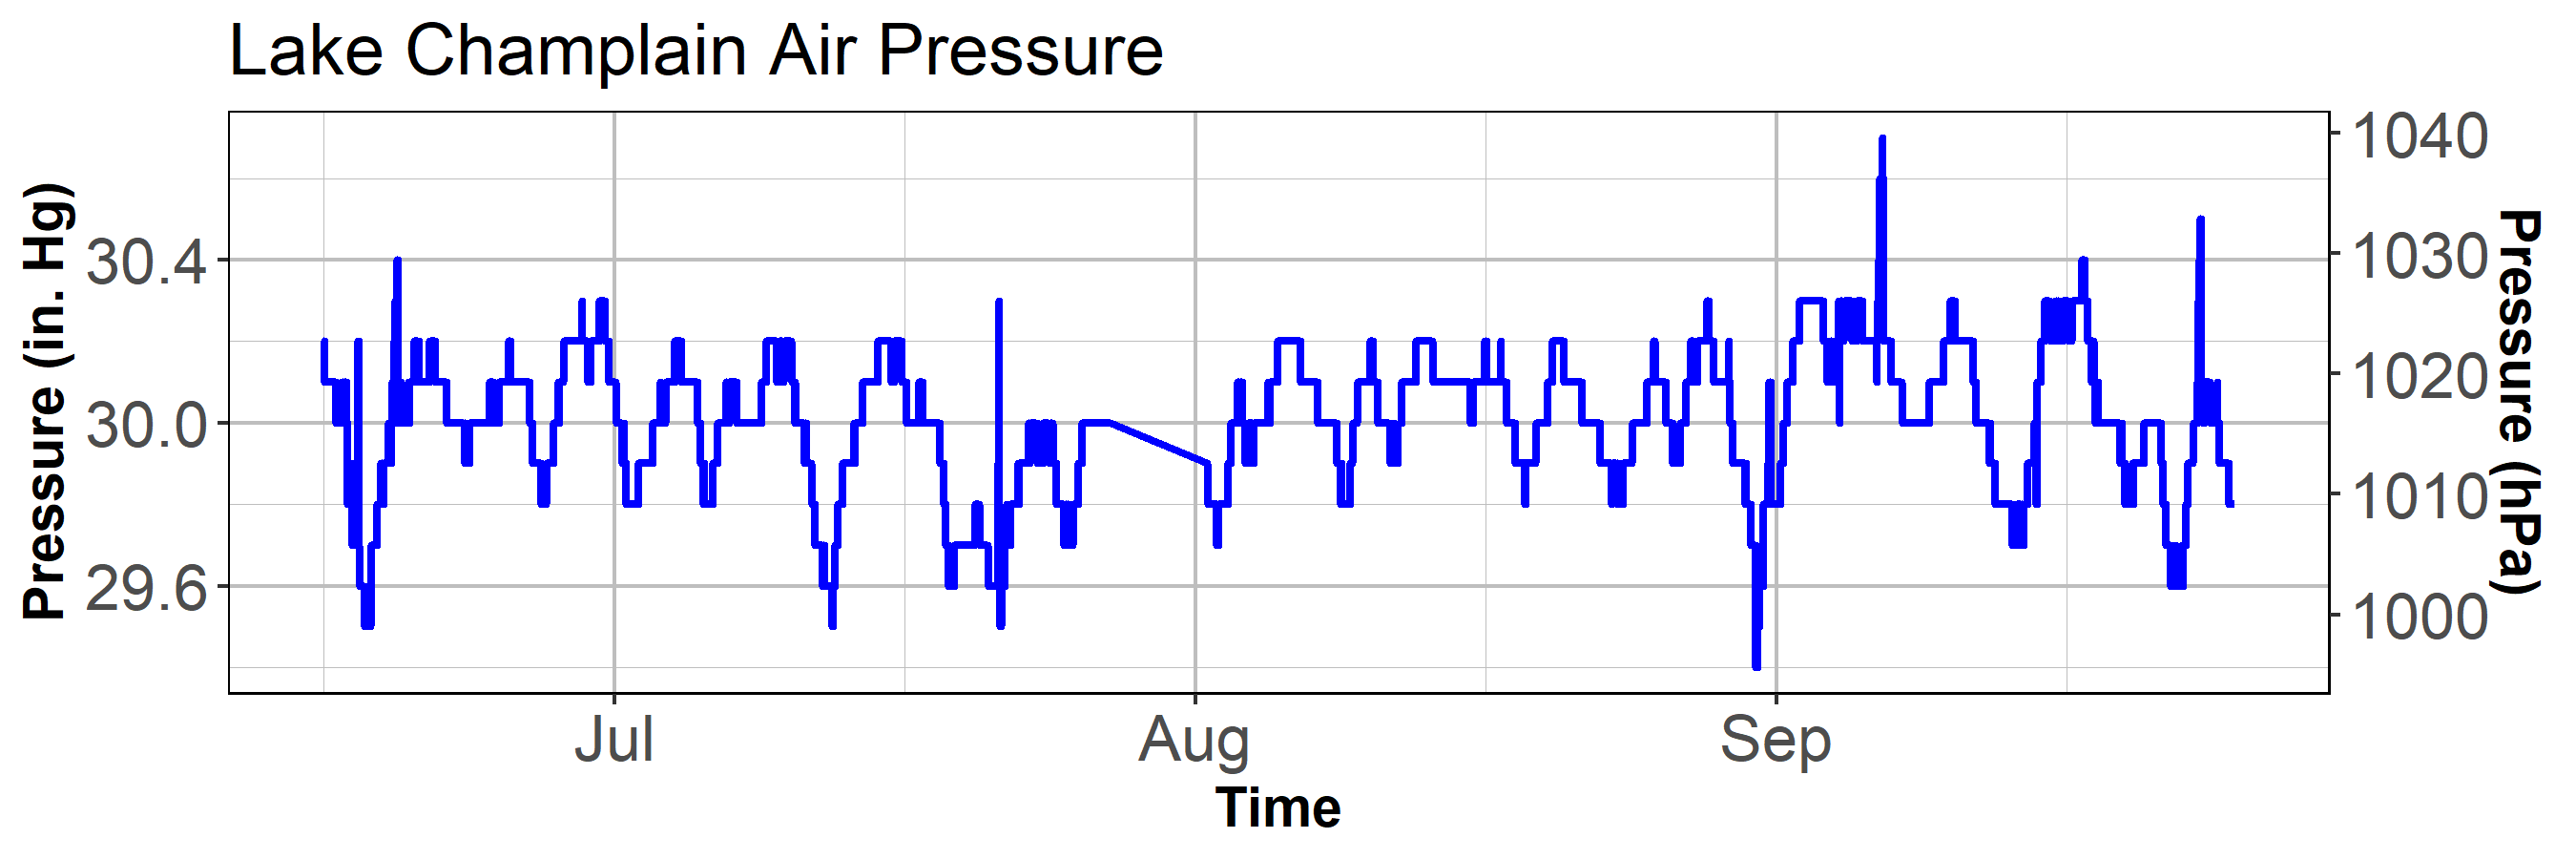 Lake Champlain Air Pressure
Pressure (in. Hg)
30.4
30.0
29.6
1040
1030
1020
1010
1000
Pressure (hPa)
Jul Aug Sep
Time